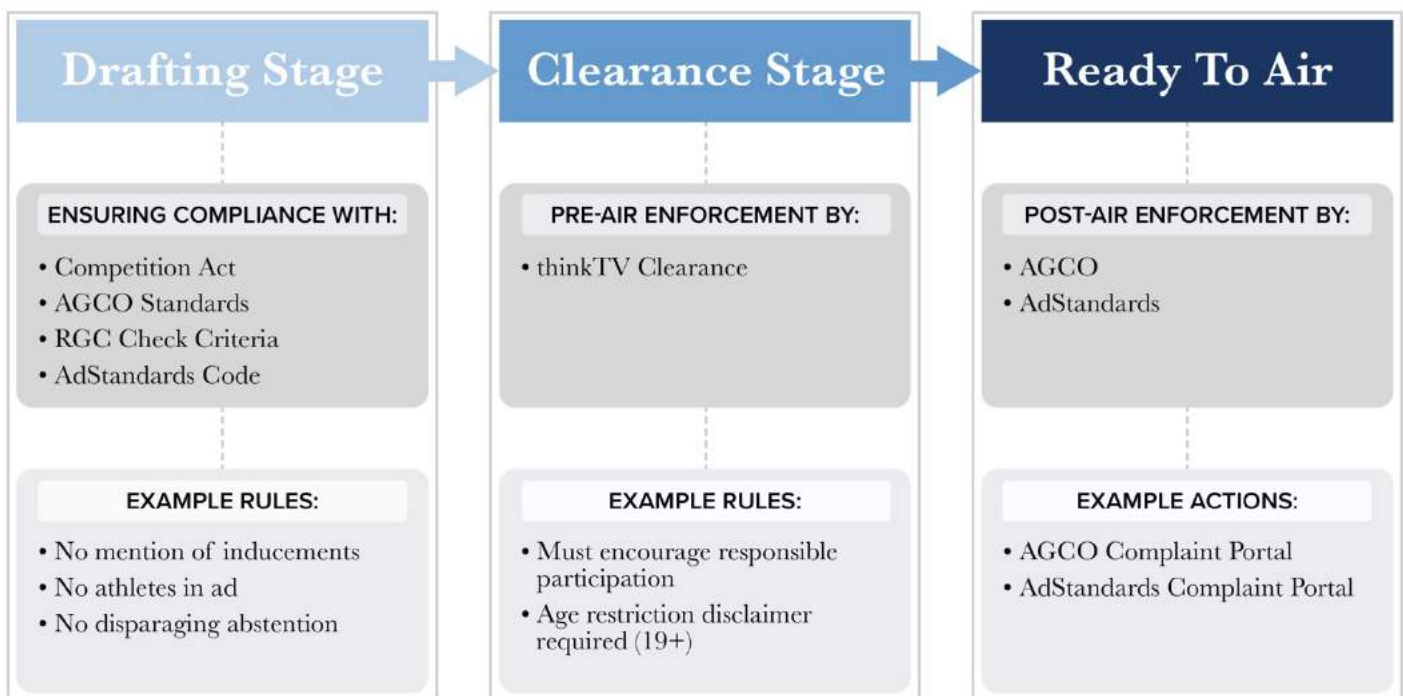 Drafting Stage
ENSURING COMPLIANCE WITH:
• Competition Act
• AGCO Standards
• RGC Check Criteria
• AdStandards Code
EXAMPLE RULES:
• No mention of inducements
• No athletes in ad
• No disparaging abstention
Clearance Stage
PRE-AIR ENFORCEMENT BY:
• thinkTV Clearance
EXAMPLE RULES:
• Must encourage responsible
participation
• Age restriction disclaimer
required (19+)
Ready To Air
POST-AIR ENFORCEMENT BY:
• AGCO
• AdStandards
EXAMPLE ACTIONS:
• AGCO Complaint Portal
• AdStandards Complaint Portal